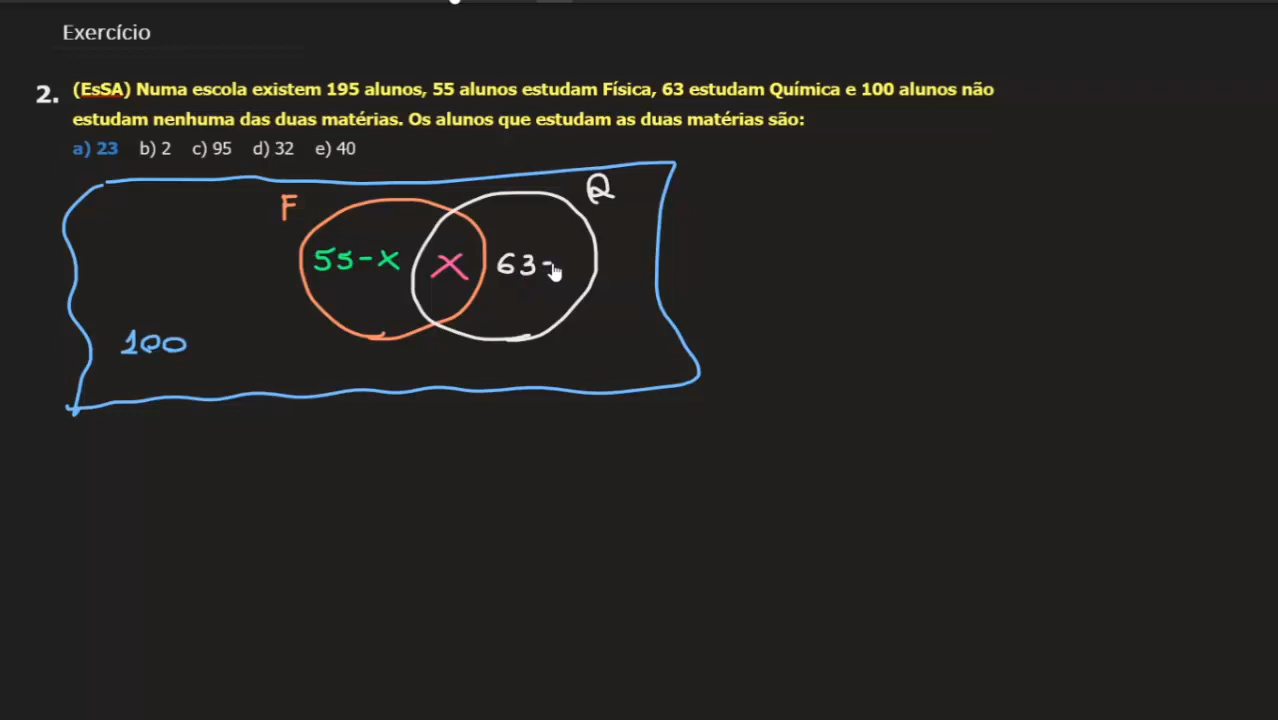 Exercício
2. (EsSA) Numa escola existem 195 alunos, 55 alunos estudam Física, 63 estudam Química e 100 alunos não
estudam nenhuma das duas matérias. Os alunos que estudam as duas matérias são:
a) 23 b) 2 c) 95 d) 32 e) 40
F Q
55-x X 63-
100